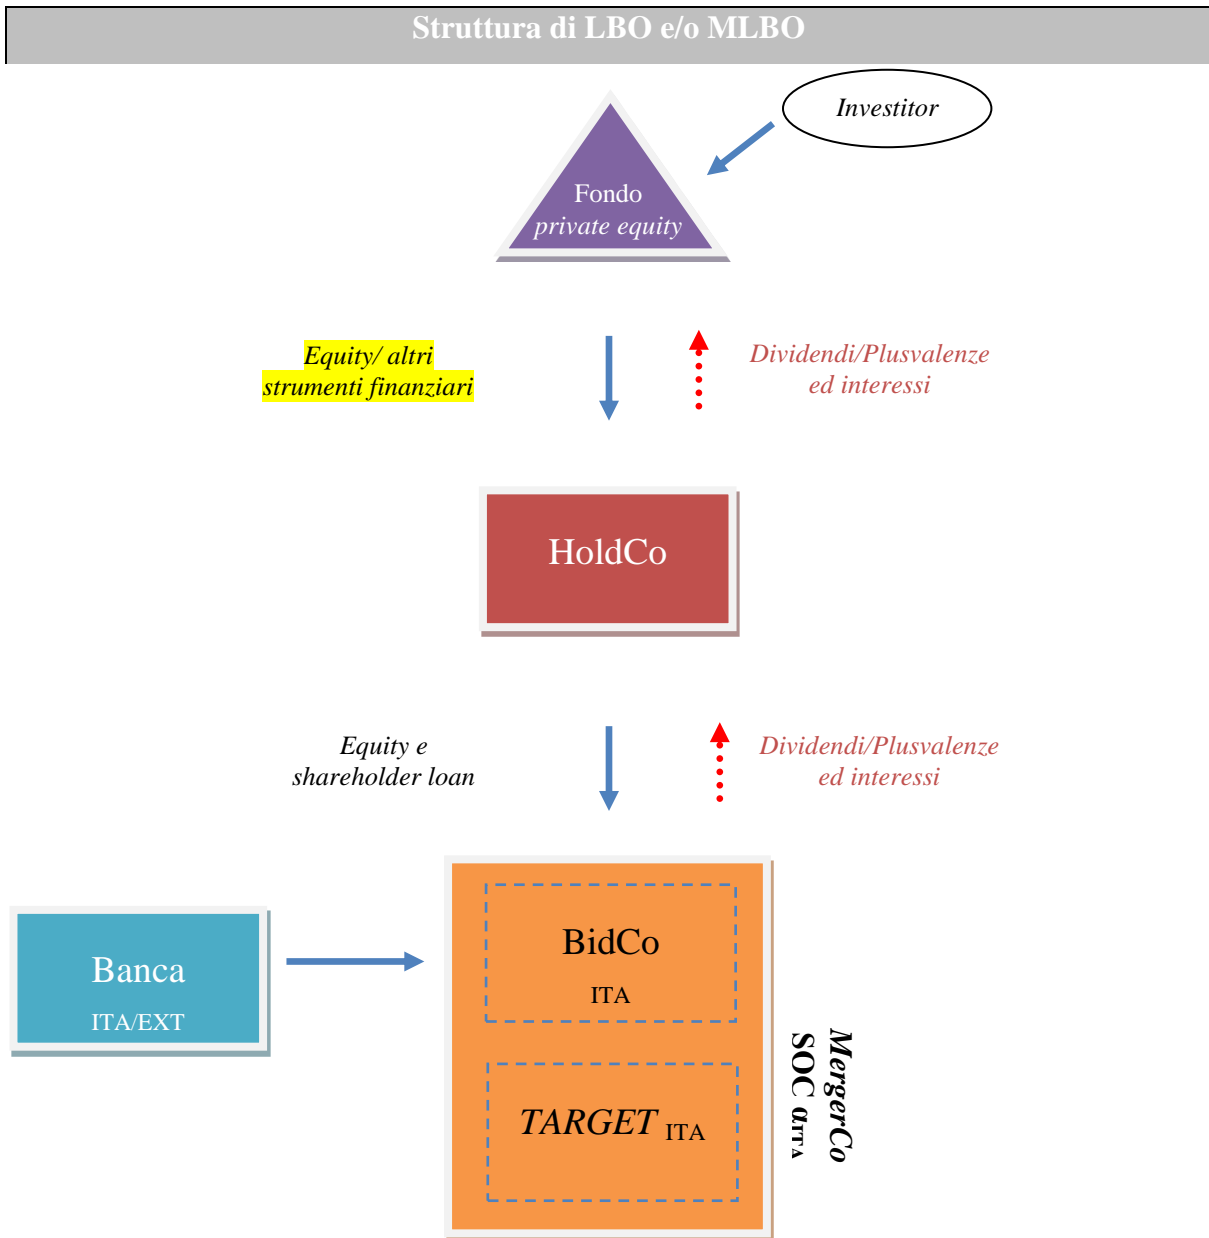 Struttura di LBO e/o MLBO
Investitor
Fondo
private equity
Equity/ altri
strumenti finanziari
Dividendi/Plusvalenze
ed interessi
HoldCo
Equity e
shareholder loan
Dividendi/Plusvalenze
ed interessi
Banca
ITA/EXT
BidCo
ITA
TARGET ITA
MergerCo
SOC αITA